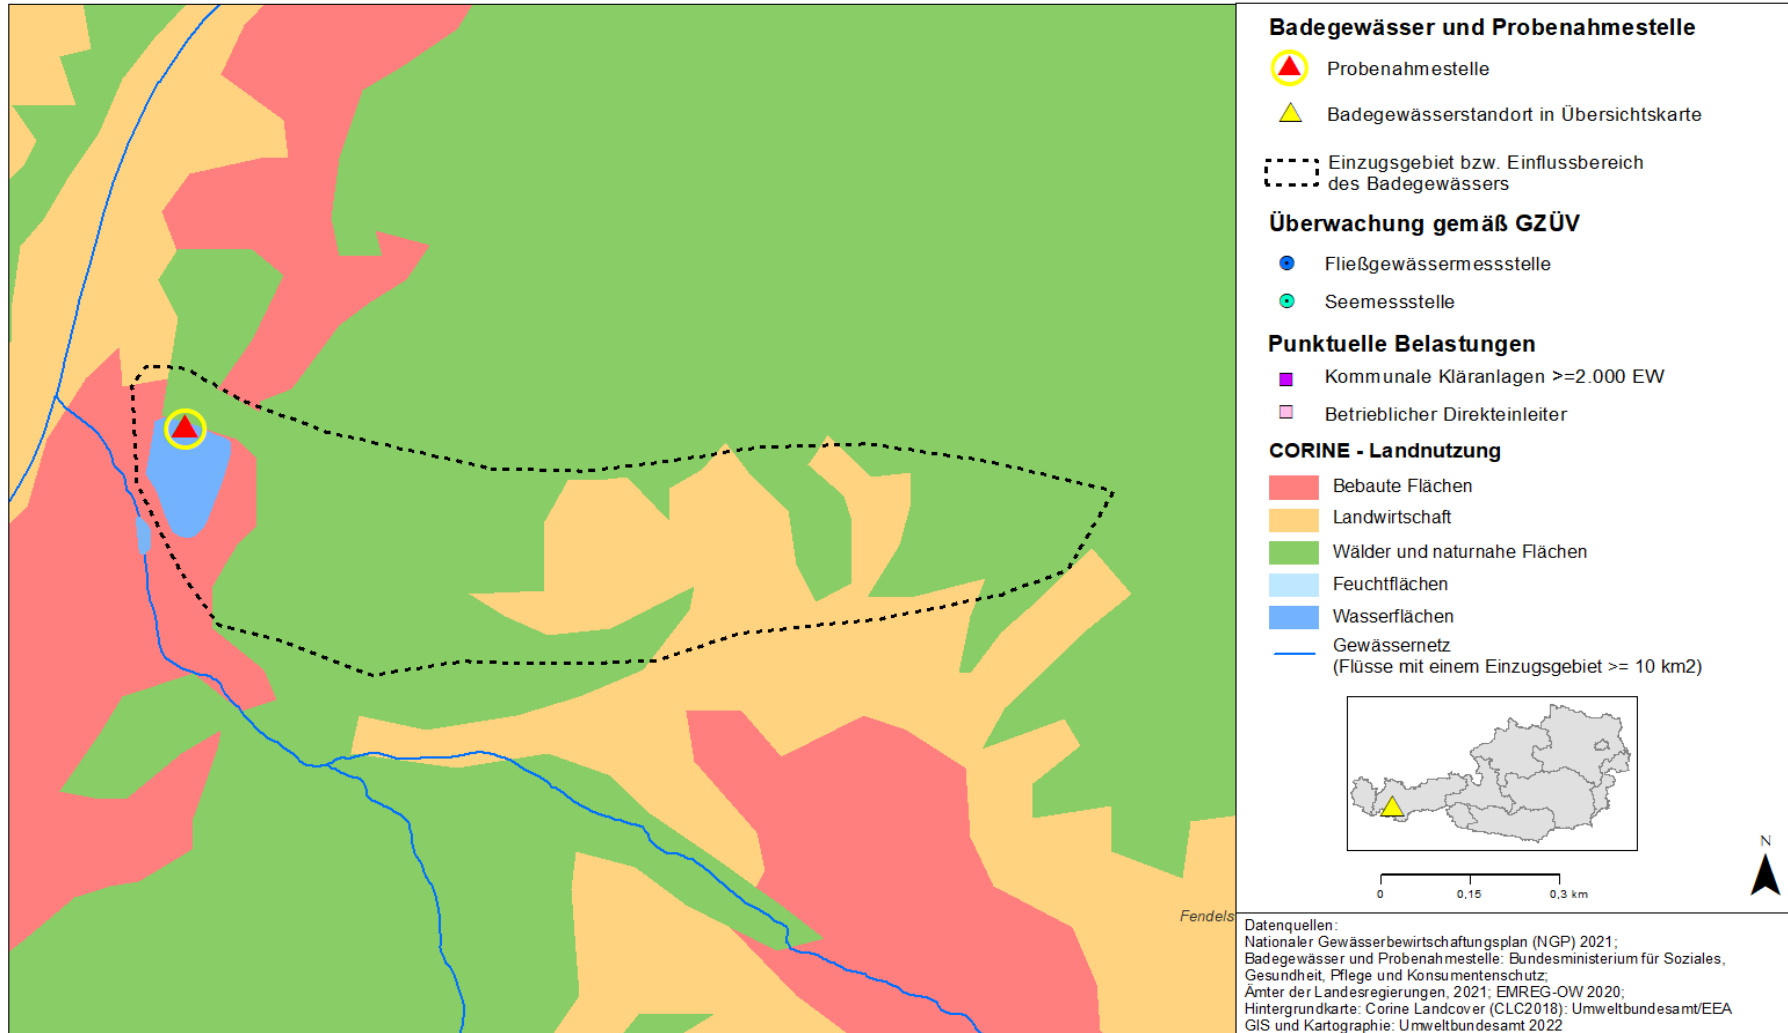 Badegewässer und Probenahmestelle
Probenahmestelle
Badegewässerstandort in Übersichtskarte
Einzugsgebiet bzw. Einflussbereich
des Badegewässers
Überwachung gemäß GZÜV
Fließgewässermessstelle
Seemessstelle
Punktuelle Belastungen
Kommunale Kläranlagen >=2.000 EW
Betrieblicher Direkteinleiter
CORINE - Landnutzung
Bebaute Flächen
Landwirtschaft
Wälder und naturnahe Flächen
Feuchtflächen
Wasserflächen
Gewässernetz
(Flüsse mit einem Einzugsgebiet >= 10 km2)
N
0 0,15 0,3 km
Fendels
Datenquellen:
Nationaler Gewässerbewirtschaftungsplan (NGP) 2021;
Badegewässer und Probenahmestelle: Bundesministerium für Soziales,
Gesundheit, Pflege und Konsumentenschutz;
Ämter der Landesregierungen, 2021; EMREG-OW 2020;
Hintergrundkarte: Corine Landcover (CLC2018): Umweltbundesamt/EEA
GIS und Kartographie: Umweltbundesamt 2022